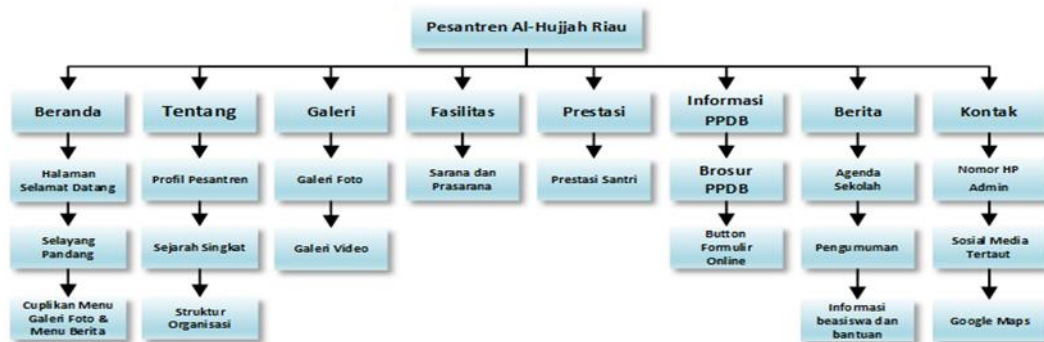 Pesantren Al-Hujjah Riau
Beranda
Tentang
Galeri
Fasilitas
Prestasi
Informasi
PPDB
Berita
Kontak
Halaman
Selamat Datang
Profil Pesantren
Galeri Foto
Sarana dan
Prasarana
Prestasi Santri
Brosur
PPDB
Agenda
Sekolah
Nomor HP
Admin
Selayang
Pandang
Sejarah Singkat
Galeri Video
Button
Formulir
Online
Pengumuman
Sosial Media
Tertaut
Cuplikan Menu
Galeri Foto &
Menu Berita
Struktur
Organisasi
Informasi
beasiswa dan
bantuan
Google Maps